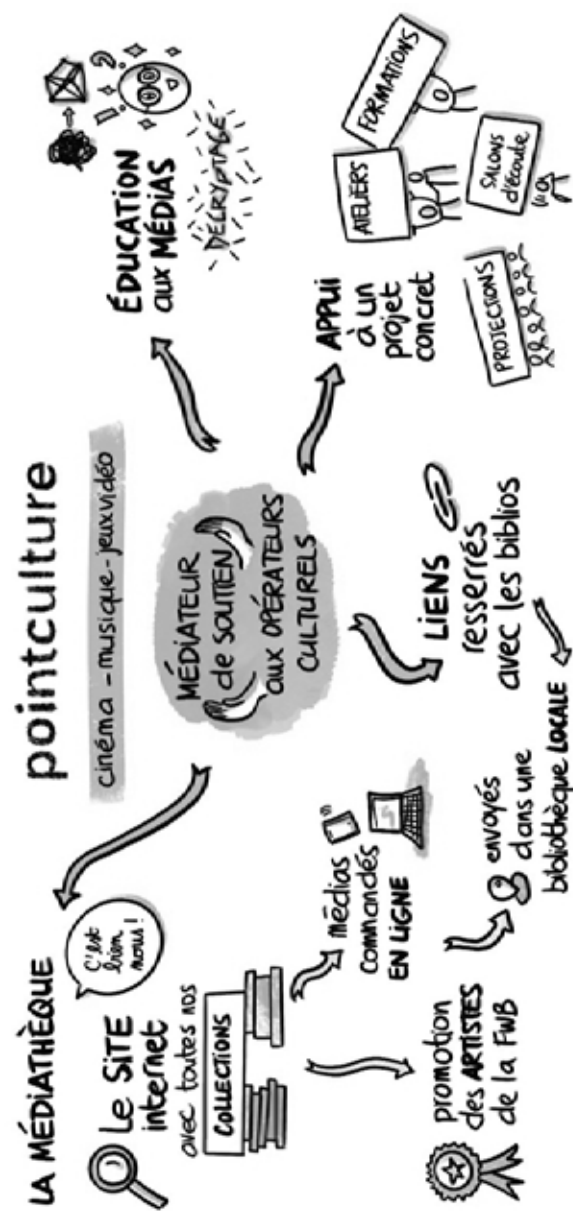 pointculture
cinéma - musique - jeux vidéo
MÉDIATEUR
de SOUTIEN
aux OPÉRATEURS
CULTURELS
LA MÉDIATHÈQUE
C'est
bien
nous !
Le SITE
internet
avec toutes nos
COLLECTIONS
médias
commandés
EN LIGNE
promotion
des ARTISTES
de la FWB
envoyés
dans une
bibliothèque LOCALE
LIENS
resserrés
avec les biblios
ÉDUCATION
aux MÉDIAS
DÉCRYPTAGE
! ?
APPUI
à un
projet
concret
ATELIERS
FORMATIONS
PROJECTIONS
SALONS
d'écoute